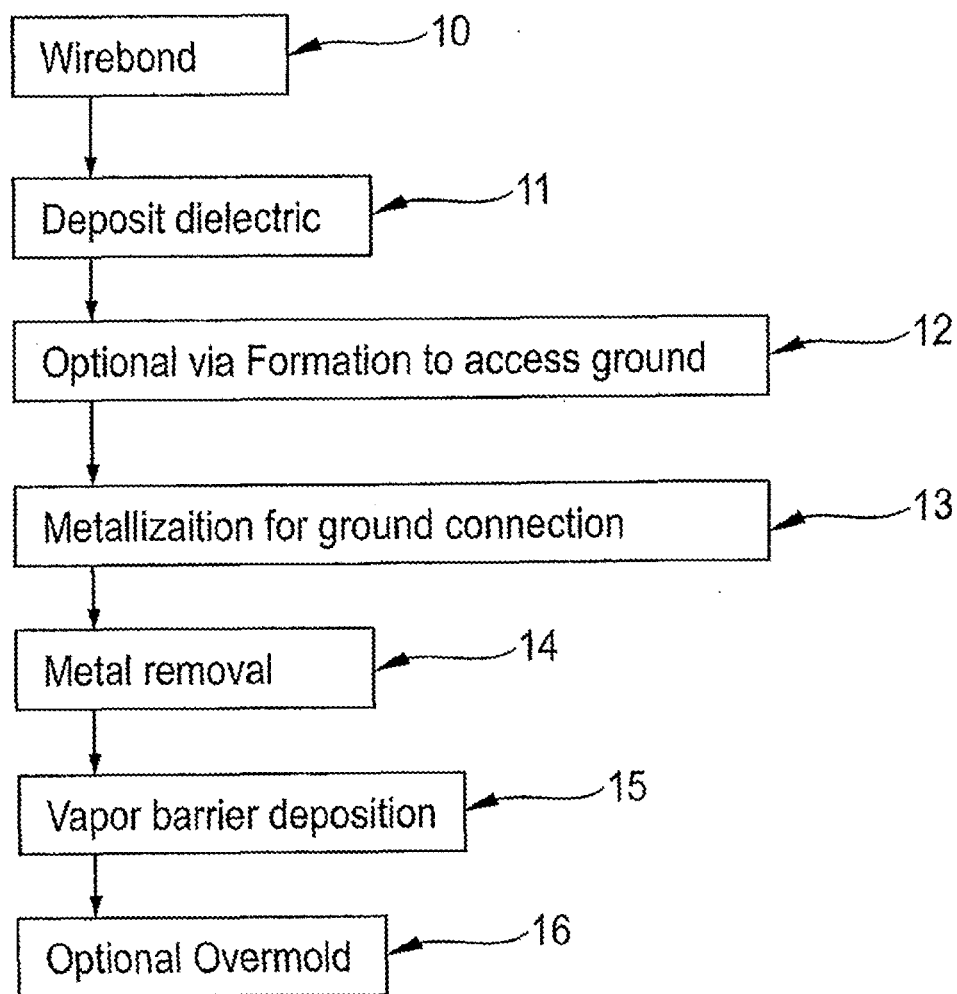 Wirebond
10
Deposit dielectric
11
Optional via Formation to access ground
12
Metallizaition for ground connection
13
Metal removal
14
Vapor barrier deposition
15
Optional Overmold
16